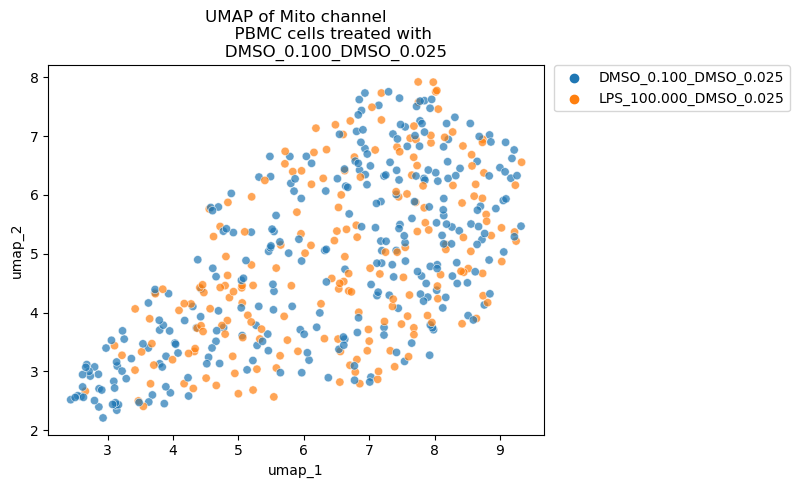 UMAP of Mito channel
PBMC cells treated with
DMSO_0.100_DMSO_0.025
DMSO_0.100_DMSO_0.025
LPS_100.000_DMSO_0.025
8
7
6
5
4
3
2
umap_2
3 4 5 6 7 8 9
umap_1